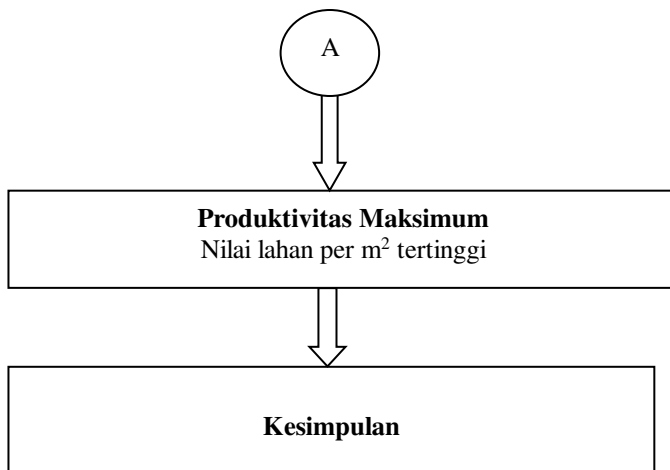 A
Produktivitas Maksimum
Nilai lahan per m² tertinggi
Kesimpulan